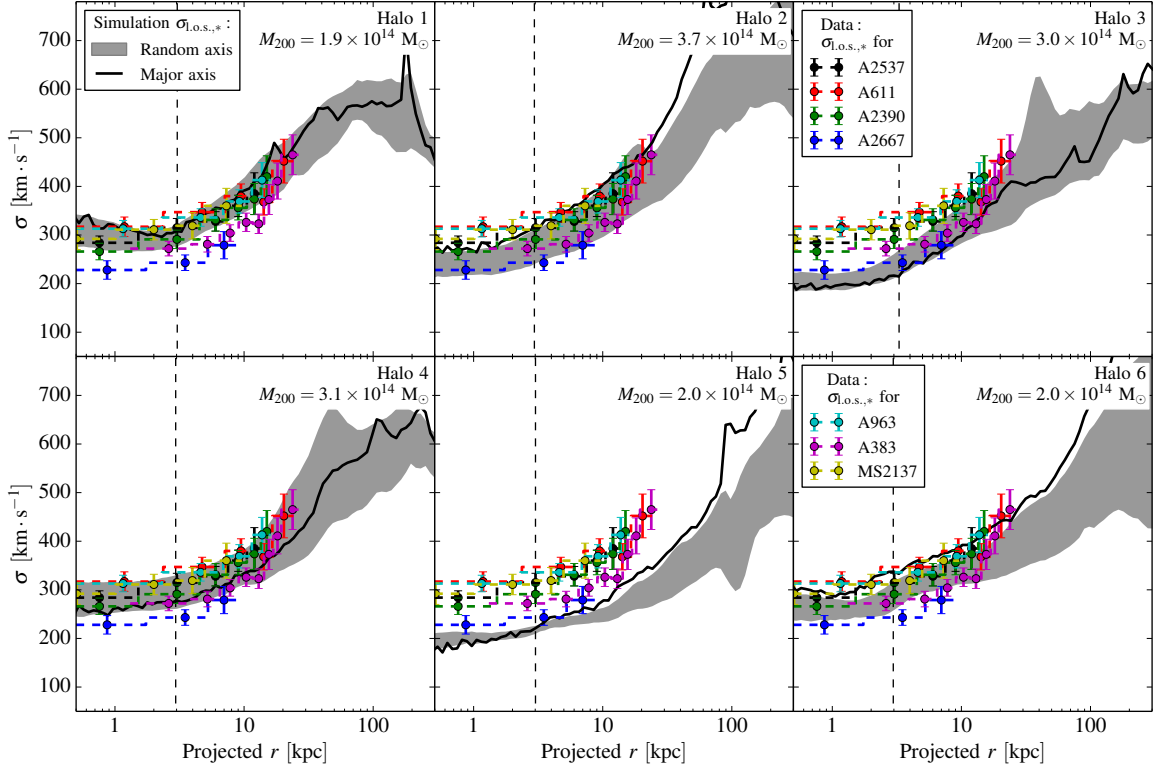 Simulation σl.o.s.,* :
Random axis
Major axis
Halo 1
M200 = 1.9 × 10^14 M⊙
Halo 2
M200 = 3.7 × 10^14 M⊙
Halo 3
M200 = 3.0 × 10^14 M⊙
Data :
σl.o.s.,* for
A2537
A611
A2390
A2667
700
600
500
400
300
200
100
σ [km · s^−1]
Halo 4
M200 = 3.1 × 10^14 M⊙
Halo 5
M200 = 2.0 × 10^14 M⊙
Halo 6
M200 = 2.0 × 10^14 M⊙
Data :
σl.o.s.,* for
A963
A383
MS2137
700
600
500
400
300
200
100
σ [km · s^−1]
1 10 100
1 10 100
1 10 100
Projected r [kpc]
Projected r [kpc]
Projected r [kpc]